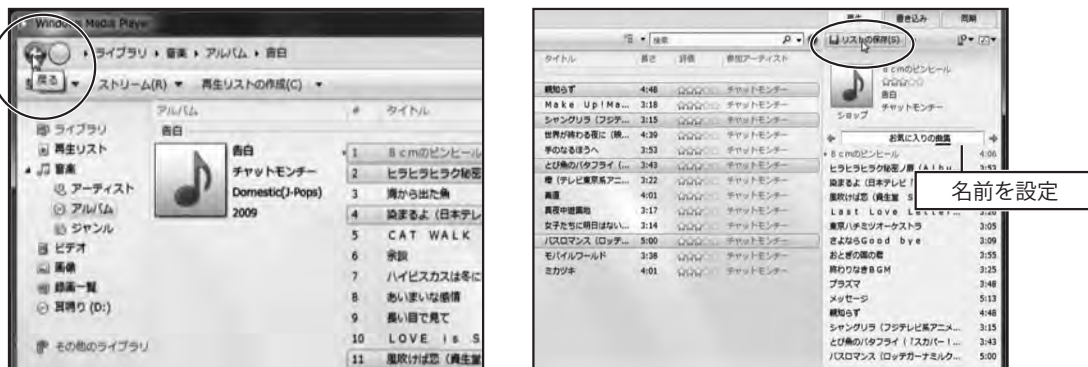 Windows Media Player
ライブラリ ▸ 音楽 ▸ アルバム ▸ 告白
戻る
ストリーム(R) ▼ 再生リストの作成(C) ▼
アルバム # タイトル
ライブラリ
再生リスト
音楽
アーティスト
アルバム
ジャンル
ビデオ
画像
録画一覧
耳鳴り (D:)
その他のライブラリ
告白
告白
チャットモンチー
Domestic(J-Pops)
2009
1 8cmのピンヒール
2 ヒラヒラヒラク秘密
3 海から出た魚
4 染まるよ(日本テレ
5 CAT WALK
6 余談
7 ハイビスカスは冬に
8 あいまいな感情
9 長い目で見て
10 LOVE is S
11 風吹けば恋(資生堂
再生 書き込み 同期
検索
リストの保存(S)
タイトル 長さ 評価 参加アーティスト
親知らず 4:48 チャットモンチー
Make Up!Ma... 3:18 チャットモンチー
シャングリラ (フジテ... 3:15 チャットモンチー
世界が終わる夜に (映... 4:39 チャットモンチー
手のなるほうへ 3:53 チャットモンチー
とび魚のバタフライ (... 3:43 チャットモンチー
(テレビ東京系アニ... 3:22 チャットモンチー
4:01 チャットモンチー
真夜中遊園地 3:17 チャットモンチー
女子たちに明日はない... 3:14 チャットモンチー
バスロマンス (ロッテ... 5:00 チャットモンチー
モバイルワールド 3:38 チャットモンチー
ミカヅキ 4:01 チャットモンチー
8cmのピンヒール
告白
チャットモンチー
ショップ
お気に入りの曲集
8cmのピンヒール 4:06
ヒラヒラヒラク秘密ノ扉 (Albu 3:53
染まるよ (日本テレビ
風吹けば恋 (資生堂 S
Last Love Letter... 3:20
東京ハチミツオーケストラ 3:05
さよならGood bye 3:09
おとぎの国の君 3:55
終わりなきBGM 3:25
プラズマ 3:48
メッセージ 5:13
親知らず 4:48
シャングリラ (フジテレビ系アニメ... 3:15
とび魚のバタフライ (「スカパー!... 3:43
バスロマンス (ロッテガーナミルク... 5:00
名前を設定